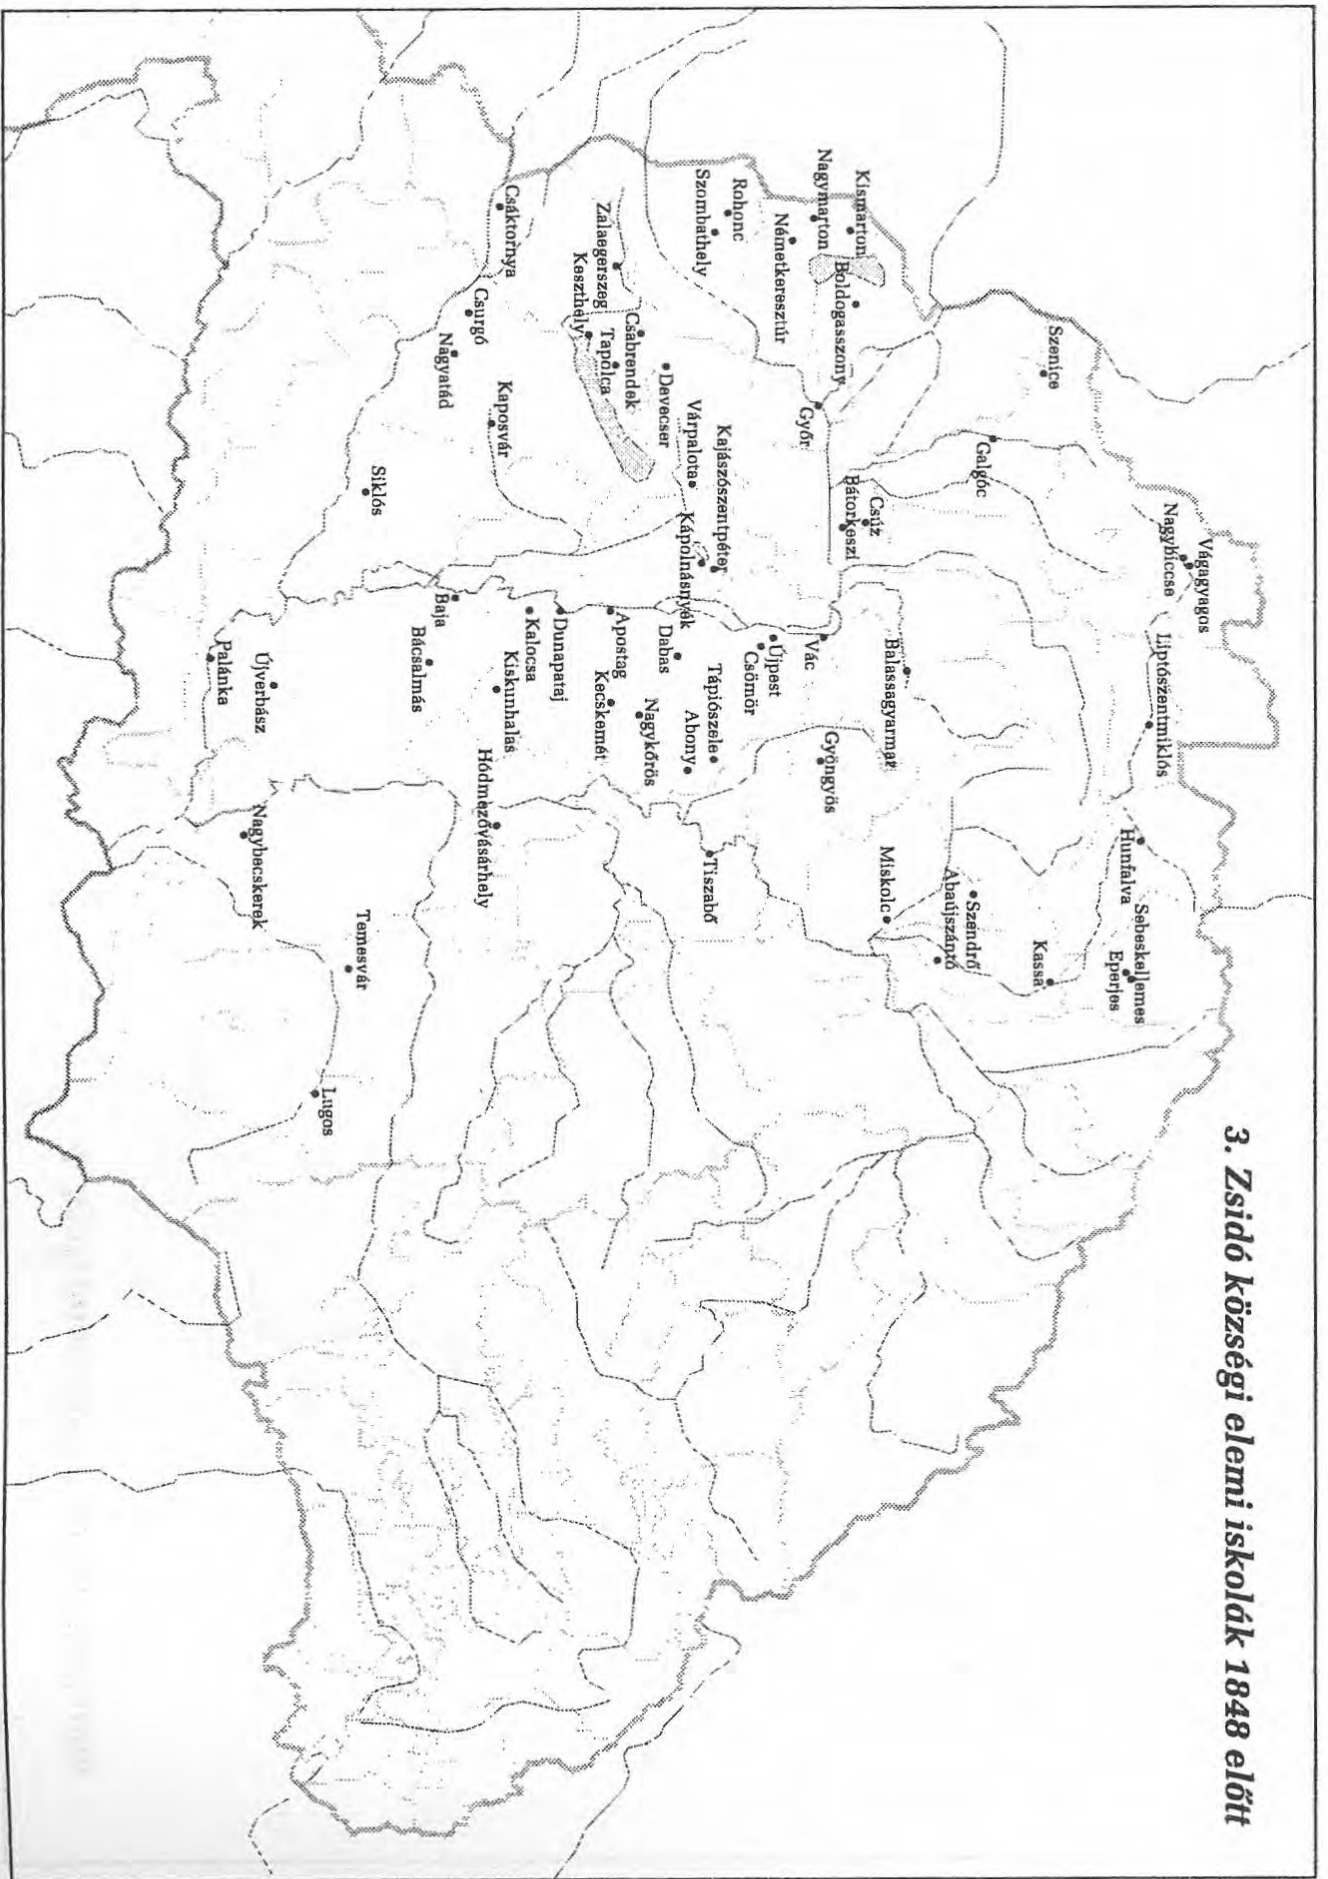 3. Zsidó községi elemi iskolák 1848 előtt
Vágagyagos
Nagybiccse
Liptószentmiklós
Hunfalva
Sebeskellemes
Eperjes
Szenice
Kassa
Galgóc
Szendrő
Abaújszántó
Balassagyarmat
Miskolc
Csúz
Bátorkeszi
Kismarton
Nagymarton
Boldogasszony
Németkeresztúr
Győr
Vác
Gyöngyös
Újpest
Csömör
Rohonc
Szombathely
Kajászószentpéter
Várpalota
Kápolnásnyék
Tápiószele
Abony
Tiszabő
Devecser
Dabas
Csabrendek
Nagykőrös
Zalaegerszeg
Tapolca
Keszthely
Apostag
Kecskemét
Dunapataj
Kalocsa
Csáktornya
Kiskunhalas
Kaposvár
Hódmezővásárhely
Csurgó
Nagyatád
Baja
Bácsalmás
Siklós
Temesvár
Lugos
Újverbász
Nagybecskerek
Palánka